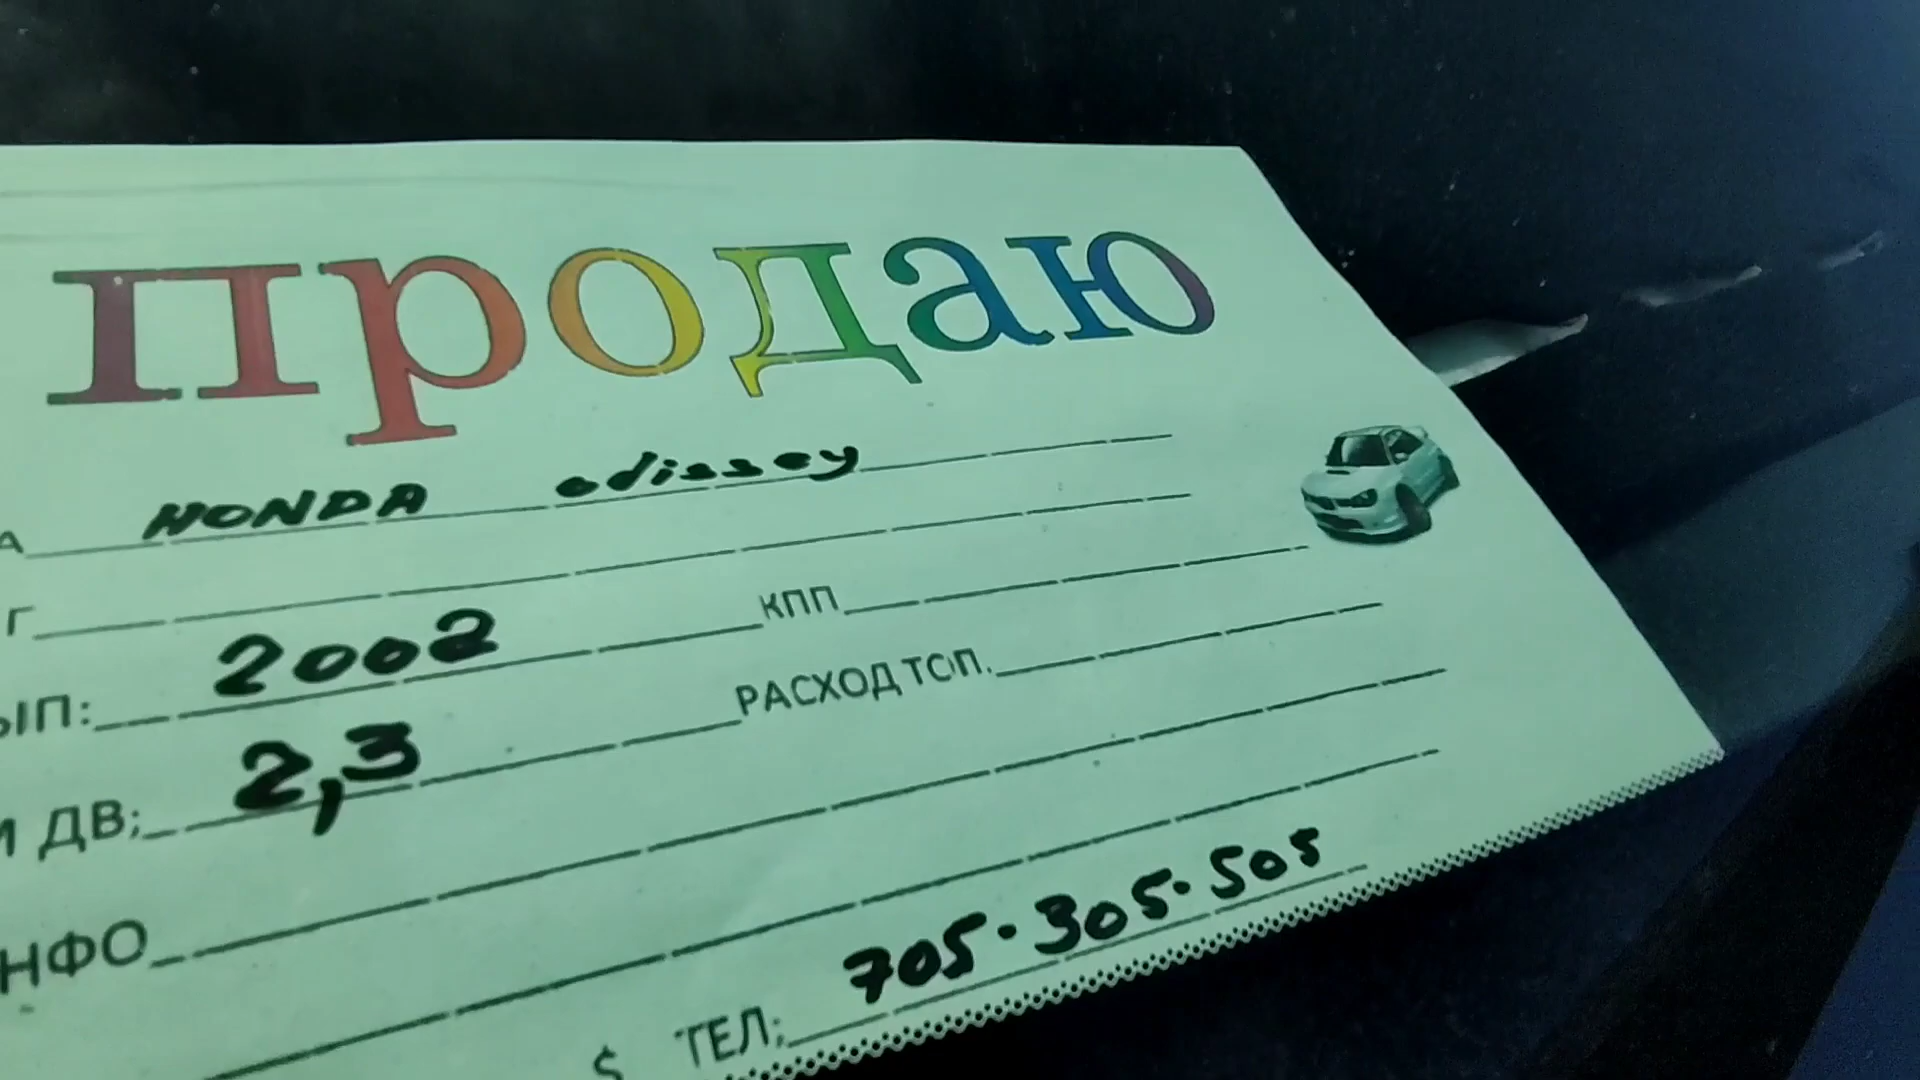 продаю
А HONDA odissey
Г
ЫП: 2002 КПП
М ДВ; 2,3 РАСХОД ТОП.
НФО
$ ТЕЛ; 705·305·505